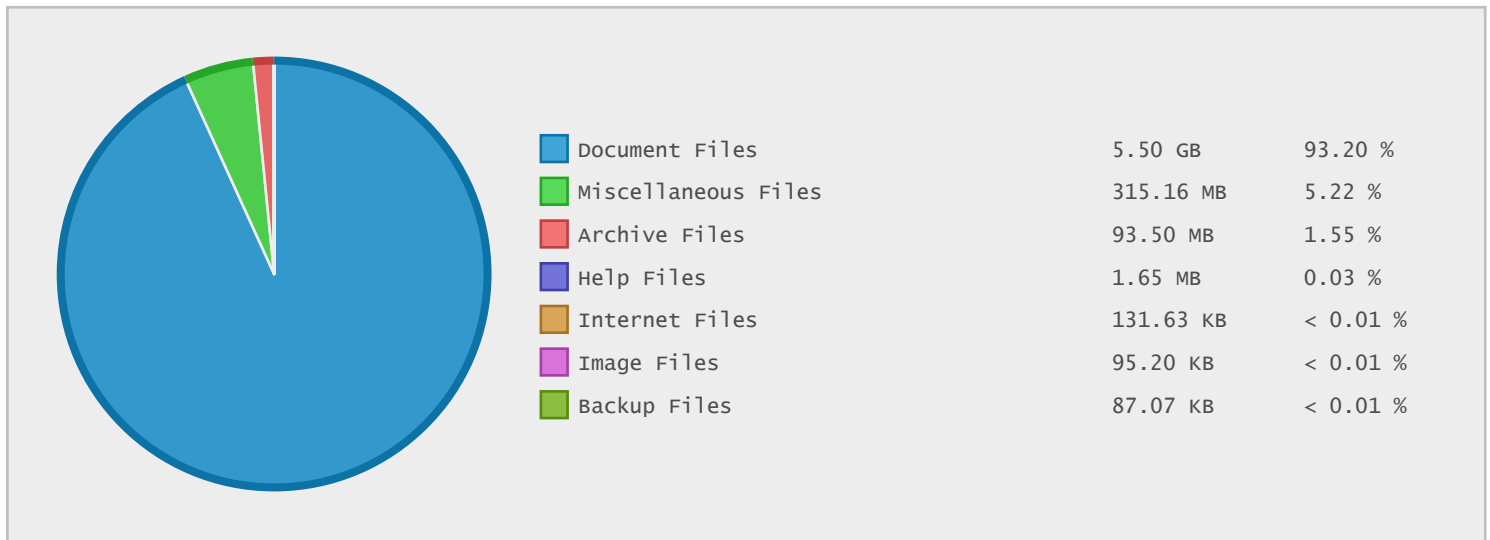 Document Files 5.50 GB 93.20 %
Miscellaneous Files 315.16 MB 5.22 %
Archive Files 93.50 MB 1.55 %
Help Files 1.65 MB 0.03 %
Internet Files 131.63 KB < 0.01 %
Image Files 95.20 KB < 0.01 %
Backup Files 87.07 KB < 0.01 %